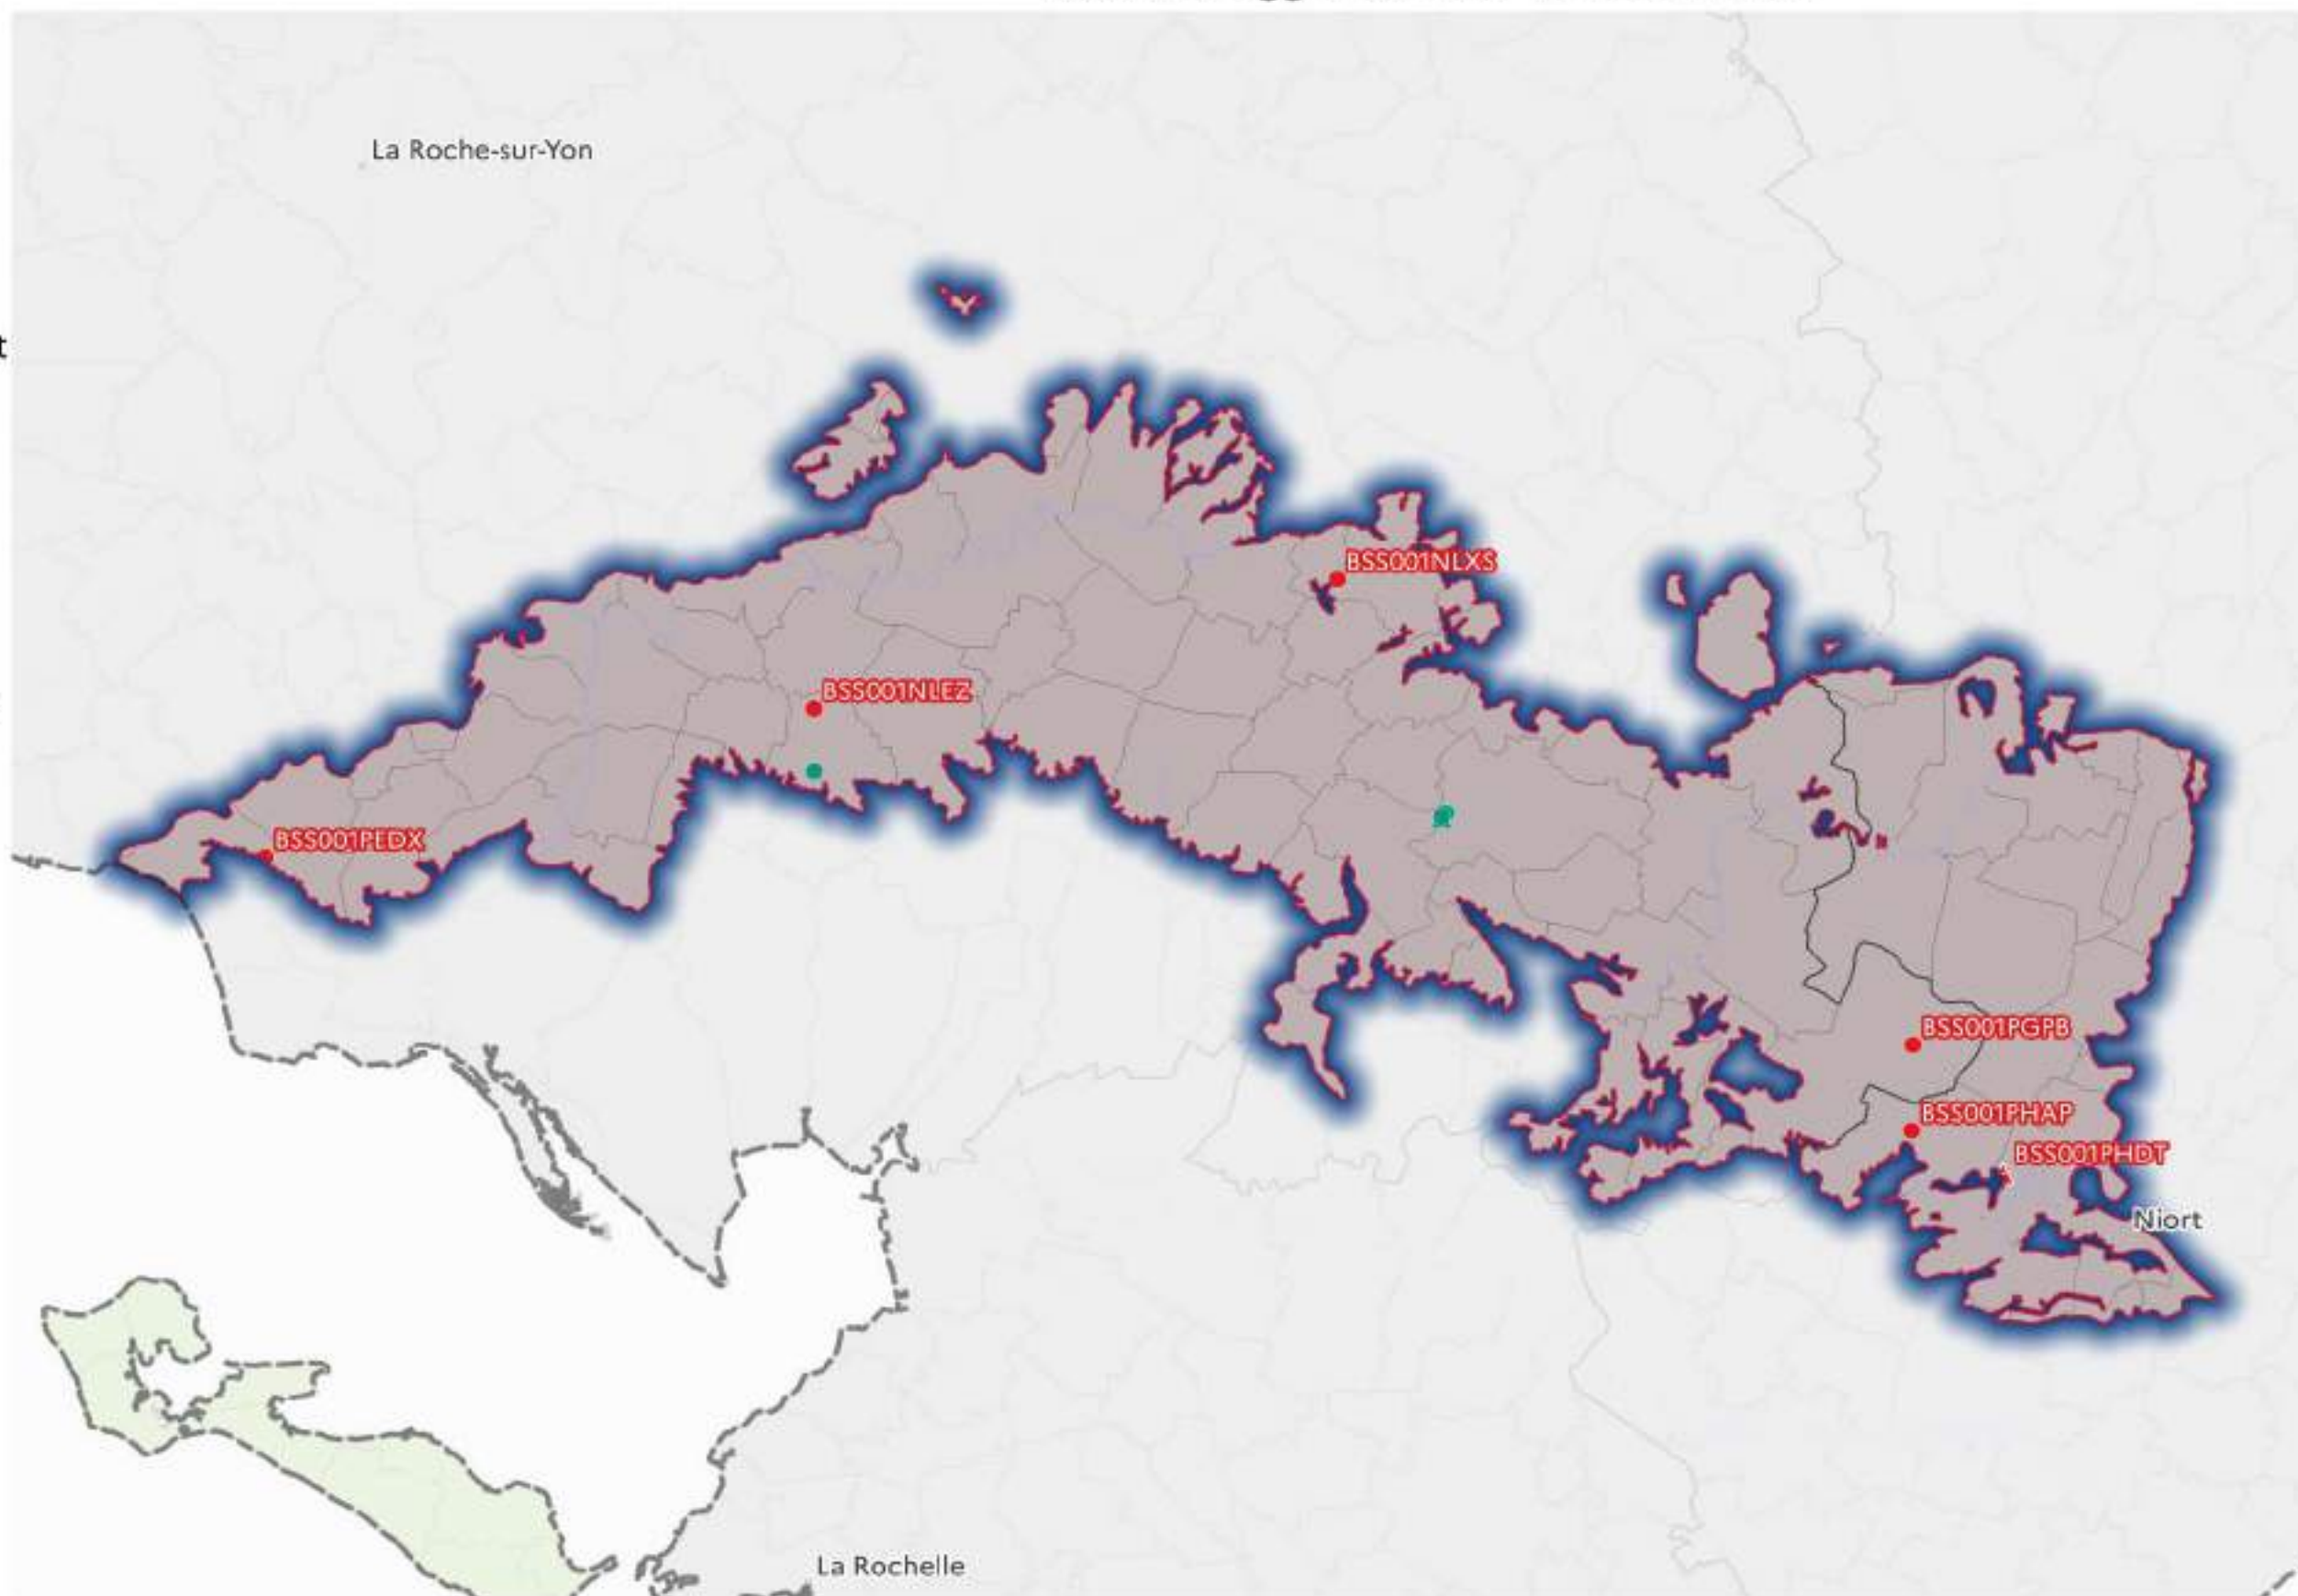 La Roche-sur-Yon
t
BSS001NLXS
BSS001NLEZ
BSS001PEDX
BSS001PGPB
BSS001PHAP
BSS001PHDT
Niort
La Rochelle